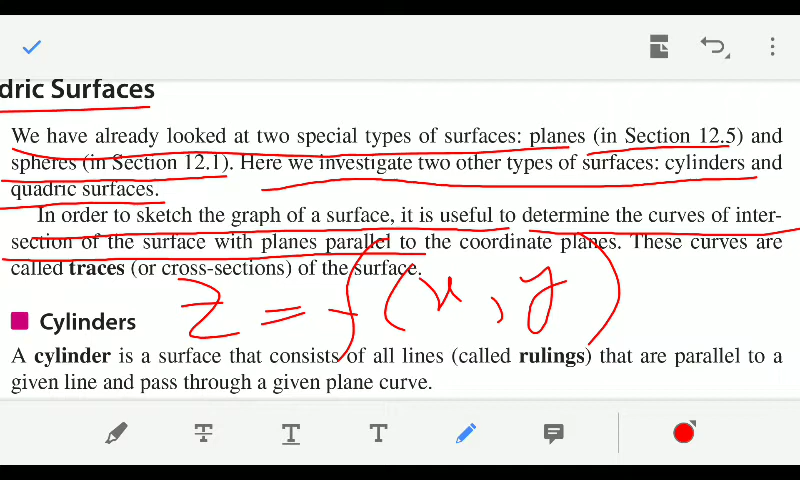 dric Surfaces
We have already looked at two special types of surfaces: planes (in Section 12.5) and
spheres (in Section 12.1). Here we investigate two other types of surfaces: cylinders and
quadric surfaces.
In order to sketch the graph of a surface, it is useful to determine the curves of inter-
section of the surface with planes parallel to the coordinate planes. These curves are
called traces (or cross-sections) of the surface.
z = f(x, y)
Cylinders
A cylinder is a surface that consists of all lines (called rulings) that are parallel to a
given line and pass through a given plane curve.
T T T